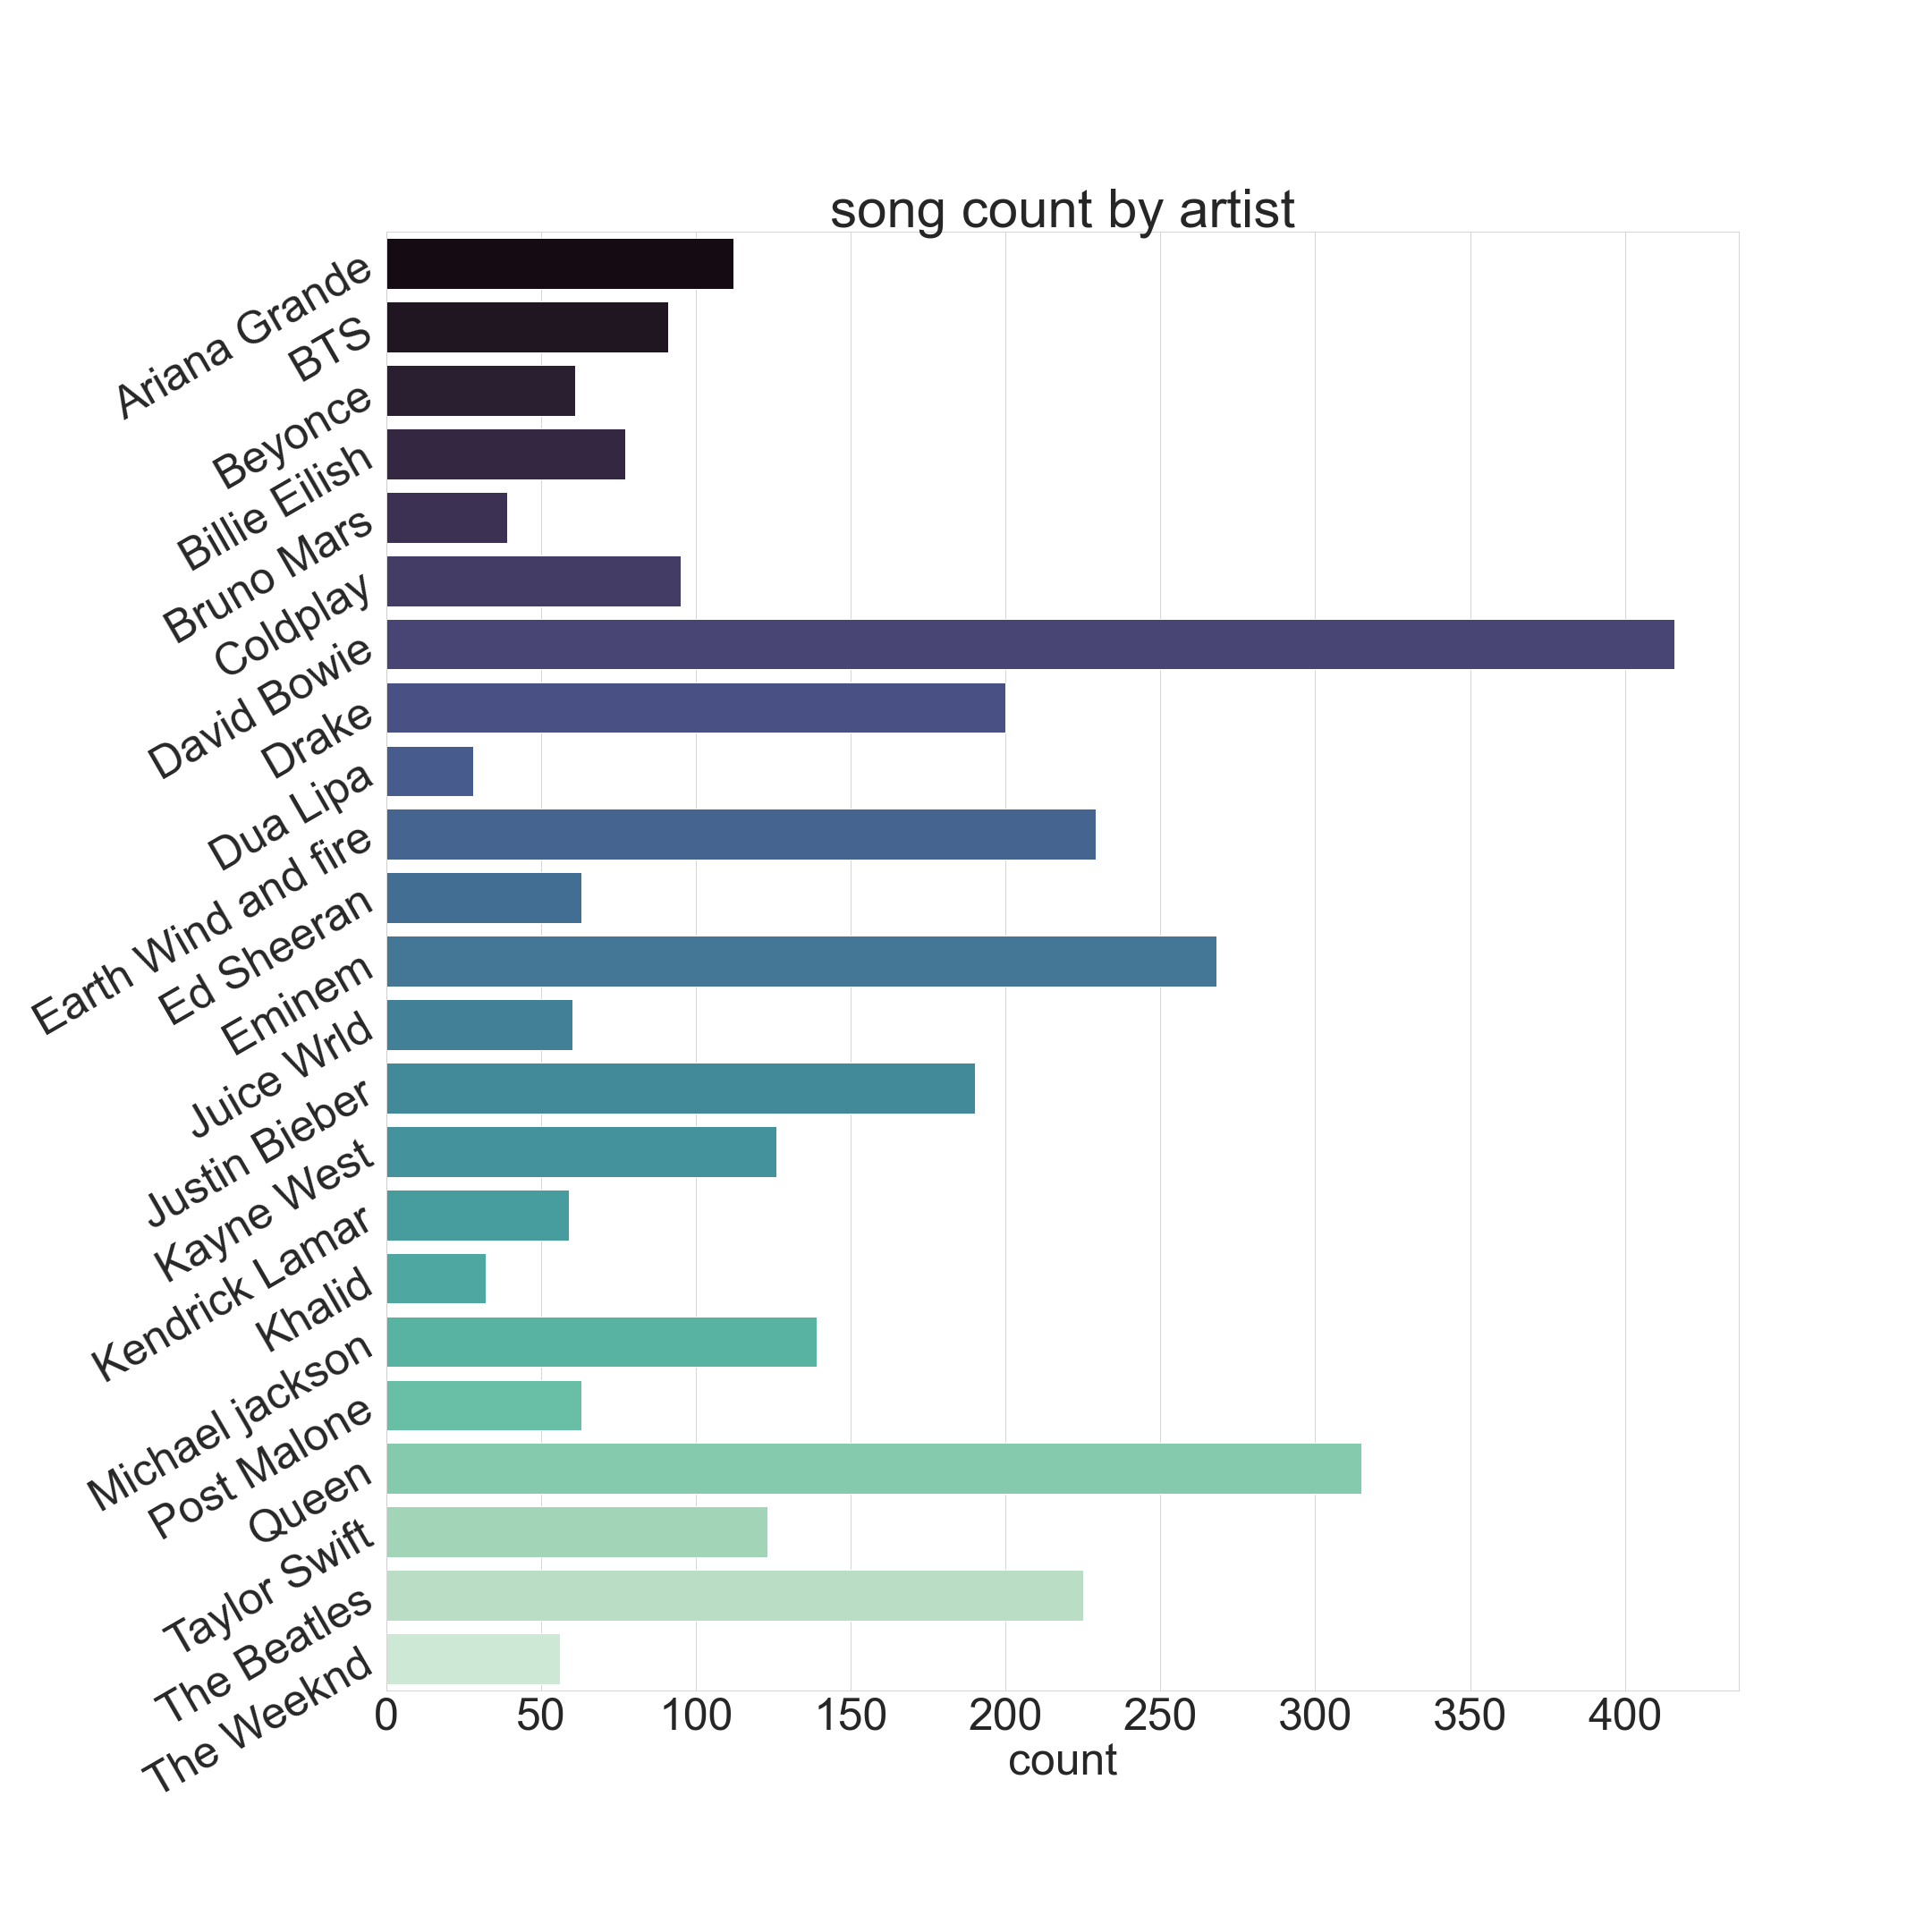 song count by artist
Ariana Grande
BTS
Beyonce
Billie Eilish
Bruno Mars
Coldplay
David Bowie
Drake
Dua Lipa
Earth Wind and fire
Ed Sheeran
Eminem
Juice Wrld
Justin Bieber
Kayne West
Kendrick Lamar
Khalid
Michael jackson
Post Malone
Queen
Taylor Swift
The Beatles
The Weeknd
0 50 100 150 200 250 300 350 400
count